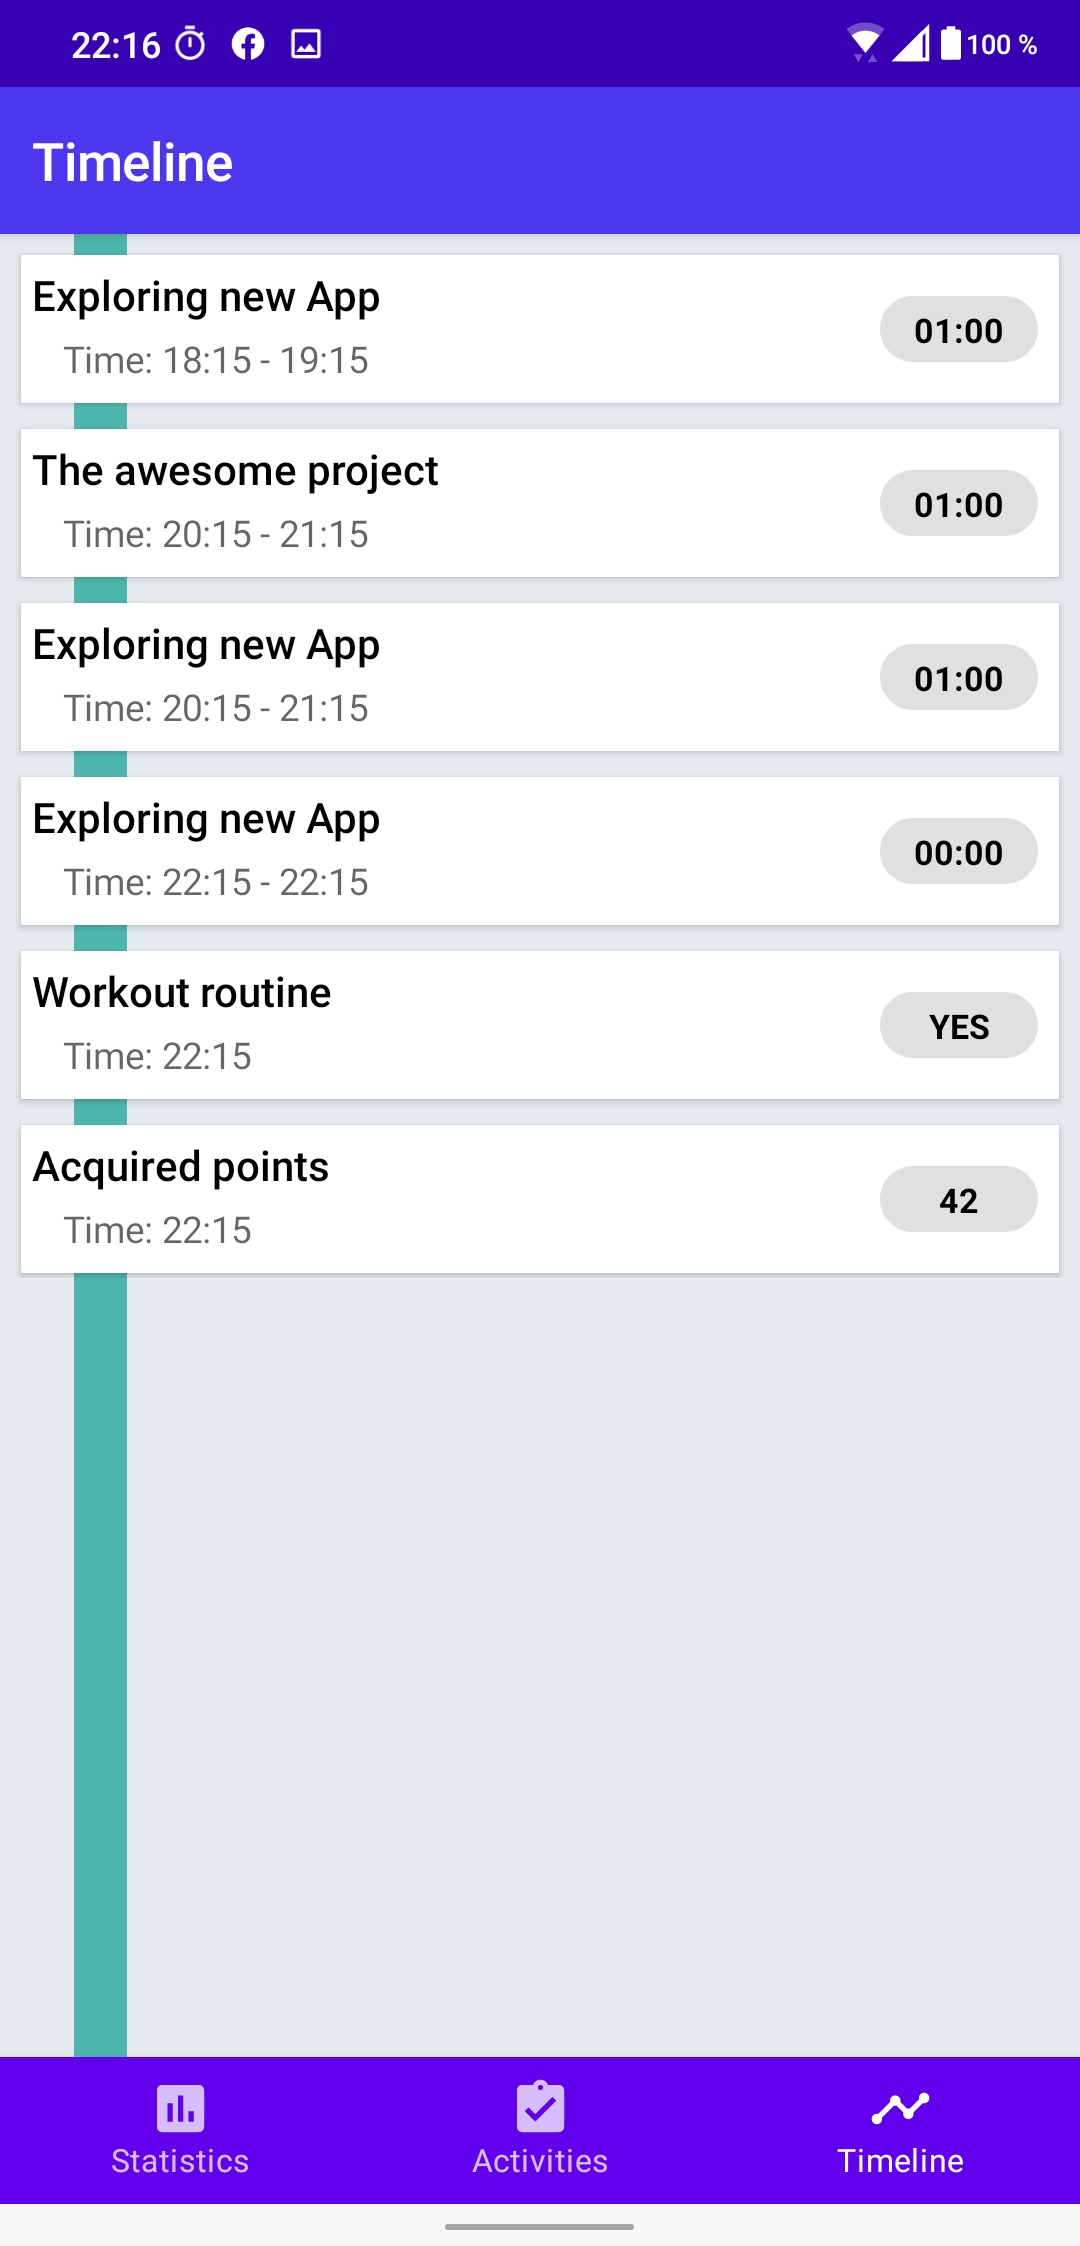 22:16 100 %
Timeline
Exploring new App
01:00
Time: 18:15 - 19:15
The awesome project
01:00
Time: 20:15 - 21:15
Exploring new App
01:00
Time: 20:15 - 21:15
Exploring new App
00:00
Time: 22:15 - 22:15
Workout routine
YES
Time: 22:15
Acquired points
42
Time: 22:15
Statistics Activities Timeline